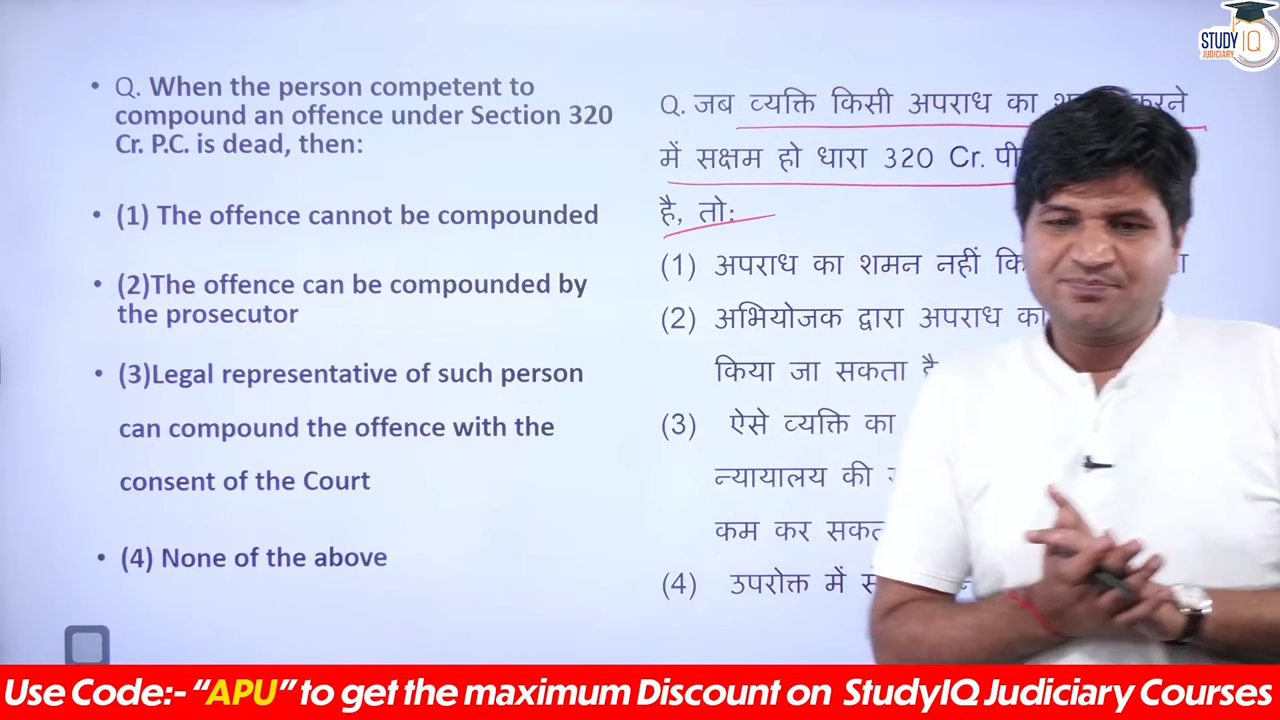 STUDY IQ
JUDICIARY
• Q. When the person competent to
compound an offence under Section 320
Cr. P.C. is dead, then:
• (1) The offence cannot be compounded
• (2)The offence can be compounded by
the prosecutor
• (3)Legal representative of such person
can compound the offence with the
consent of the Court
• (4) None of the above
Q. जब व्यक्ति किसी अपराध का करने
में सक्षम हो धारा 320 Cr.
है, तो:
(1) अपराध का शमन नहीं
(2) अभियोजक द्वारा अपराध
किया जा सकता
(3) ऐसे व्यक्ति का
न्यायालय की
कम कर
(4) उपरोक्त में
Use Code:- “APU” to get the maximum Discount on StudyIQ Judiciary Courses